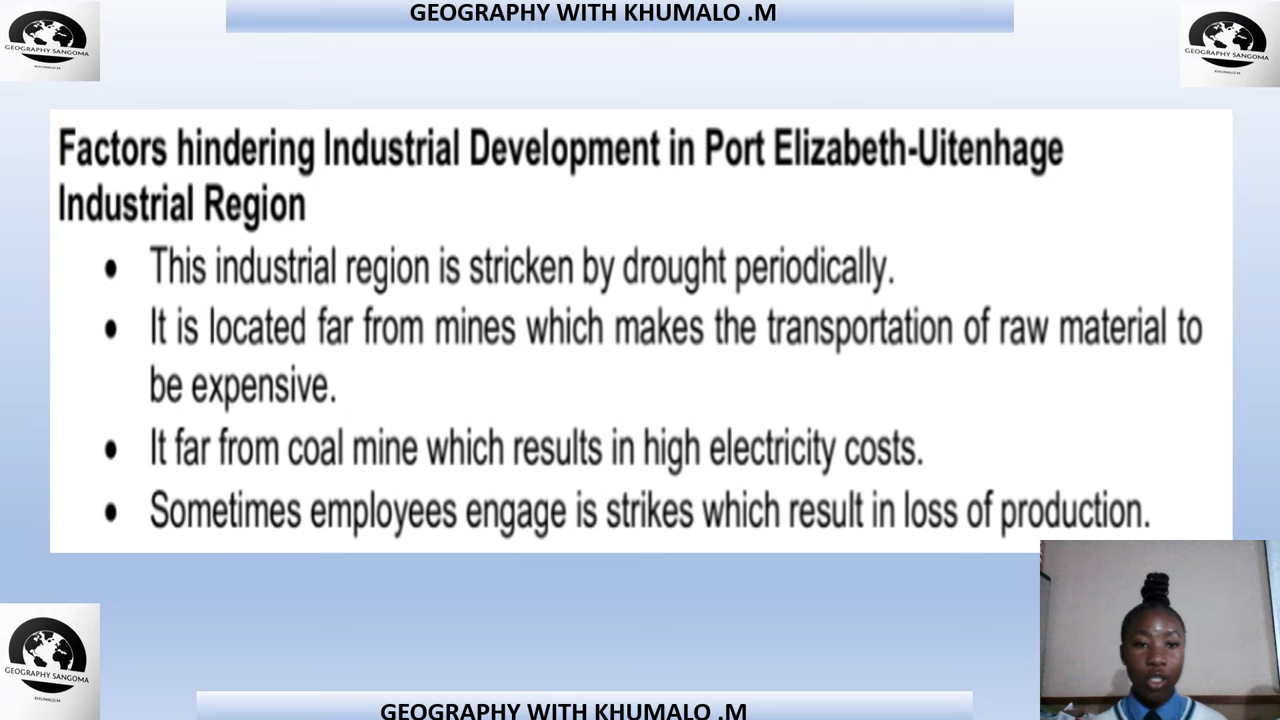 GEOGRAPHY WITH KHUMALO .M
GEOGRAPHY SANGOMA
KHUMALO.M
GEOGRAPHY SANGOMA
KHUMALO.M
Factors hindering Industrial Development in Port Elizabeth-Uitenhage
Industrial Region
• This industrial region is stricken by drought periodically.
• It is located far from mines which makes the transportation of raw material to
be expensive.
• It far from coal mine which results in high electricity costs.
• Sometimes employees engage is strikes which result in loss of production.
GEOGRAPHY SANGOMA
KHUMALO.M
GEOGRAPHY WITH KHUMALO .M